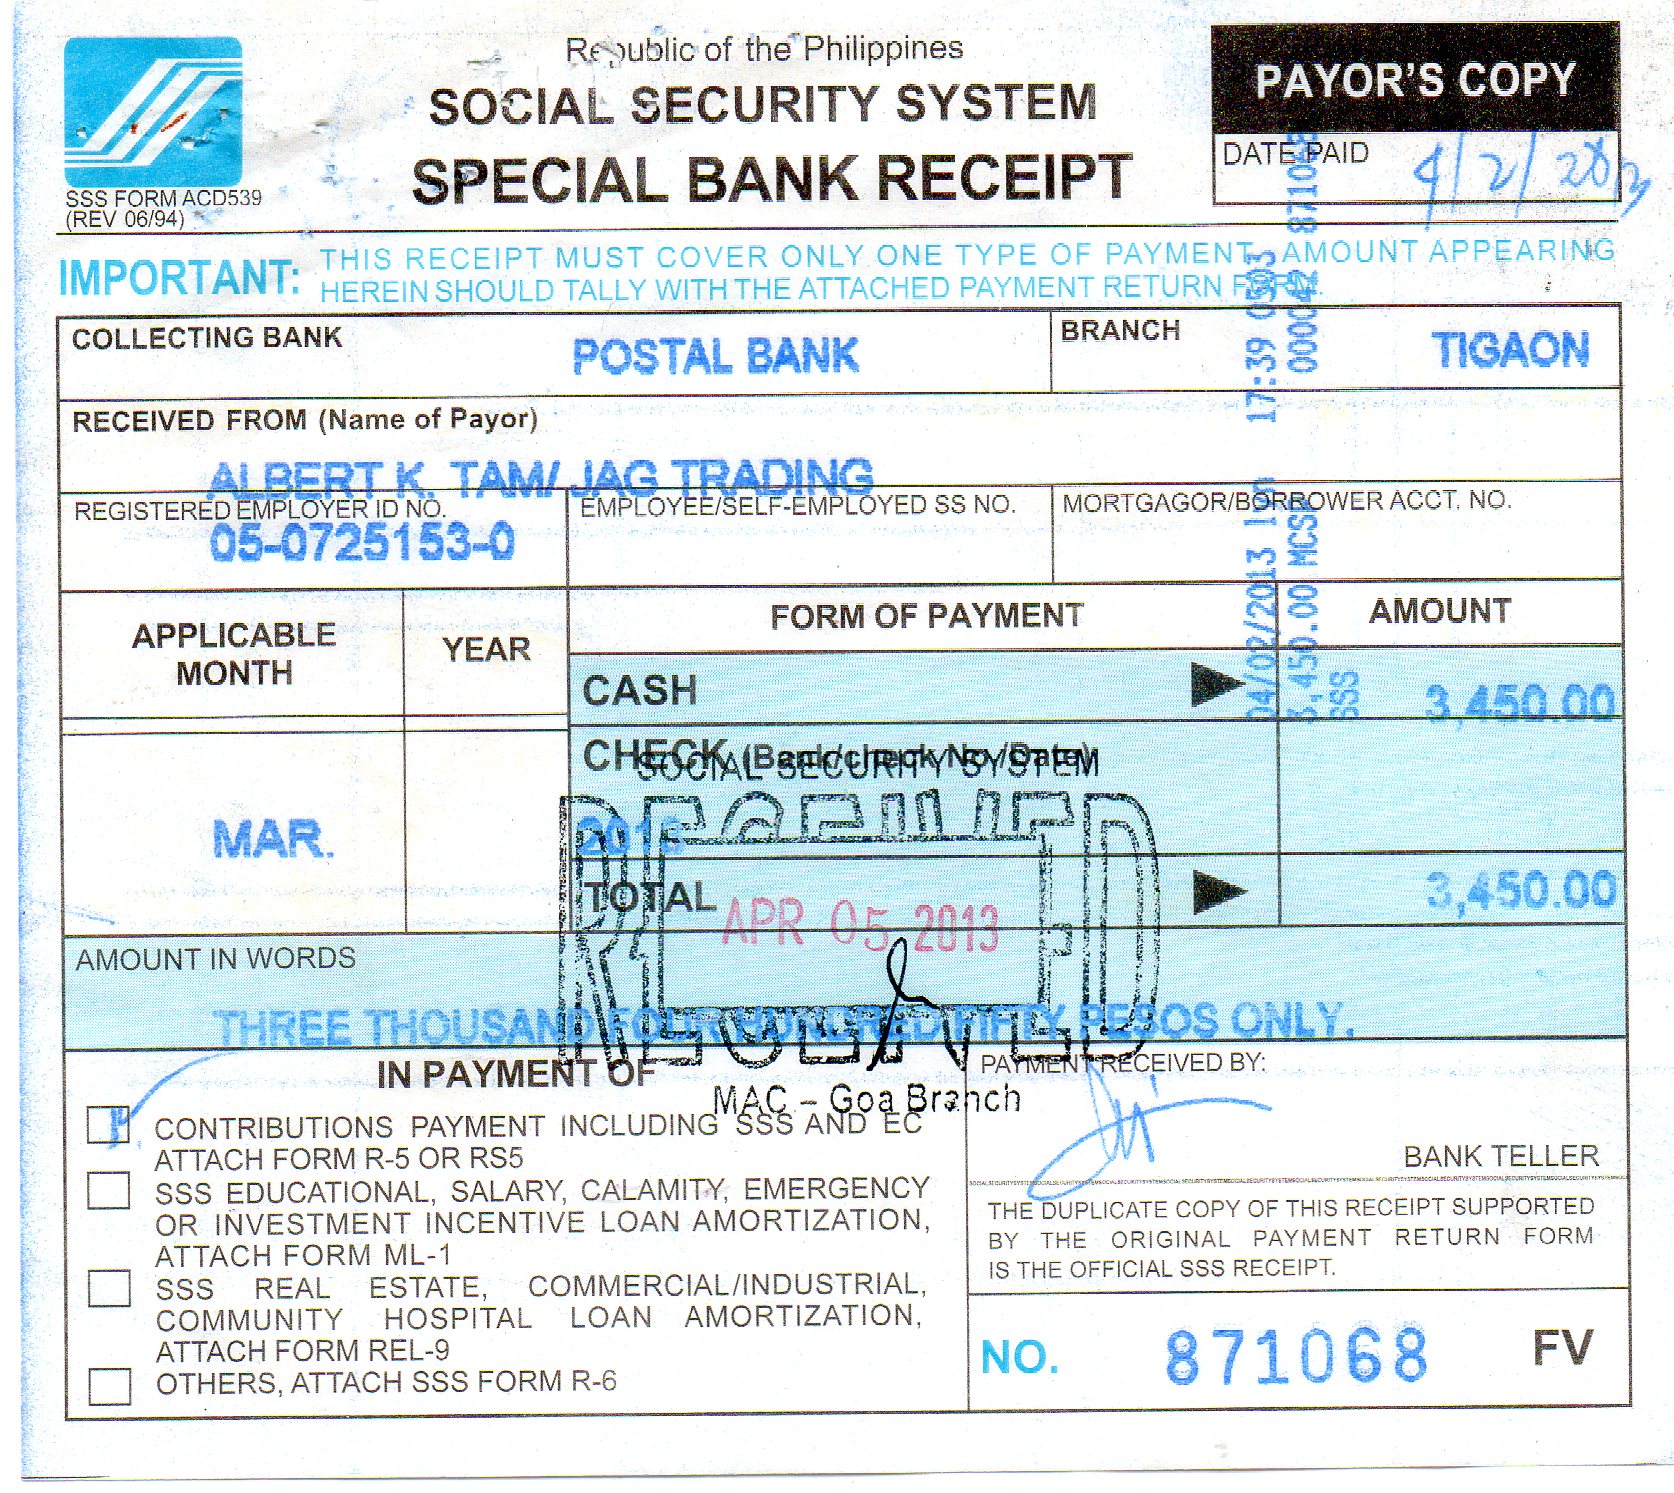 Republic of the Philippines
SOCIAL SECURITY SYSTEM
SPECIAL BANK RECEIPT
SSS FORM ACD539
(REV 06/94)
PAYOR'S COPY
DATE PAID 4/2/2013
IMPORTANT: THIS RECEIPT MUST COVER ONLY ONE TYPE OF PAYMENT, AMOUNT APPEARING
HEREIN SHOULD TALLY WITH THE ATTACHED PAYMENT RETURN FORM.
COLLECTING BANK POSTAL BANK
BRANCH TIGAON
RECEIVED FROM (Name of Payor)
ALBERT K. TAM/ JAG TRADING
REGISTERED EMPLOYER ID NO.
05-0725153-0
EMPLOYEE/SELF-EMPLOYED SS NO.
MORTGAGOR/BORROWER ACCT. NO.
04/02/2013 17:39 0503 871068
3,450.00 MCSH 000042
SSS
APPLICABLE
MONTH
YEAR
FORM OF PAYMENT
AMOUNT
CASH 3,450.00
CHECK (Bank/check No./Date)
MAR. 2013
TOTAL 3,450.00
SOCIAL SECURITY SYSTEM
RECEIVED
APR 05 2013
RECEIVED
MAC - Goa Branch
AMOUNT IN WORDS
THREE THOUSAND FOUR HUNDRED FIFTY PESOS ONLY.
IN PAYMENT OF
CONTRIBUTIONS PAYMENT INCLUDING SSS AND EC
ATTACH FORM R-5 OR RS5
SSS EDUCATIONAL, SALARY, CALAMITY, EMERGENCY
OR INVESTMENT INCENTIVE LOAN AMORTIZATION,
ATTACH FORM ML-1
SSS REAL ESTATE, COMMERCIAL/INDUSTRIAL,
COMMUNITY HOSPITAL LOAN AMORTIZATION,
ATTACH FORM REL-9
OTHERS, ATTACH SSS FORM R-6
PAYMENT RECEIVED BY:
BANK TELLER
THE DUPLICATE COPY OF THIS RECEIPT SUPPORTED
BY THE ORIGINAL PAYMENT RETURN FORM
IS THE OFFICIAL SSS RECEIPT.
NO. 871068 FV